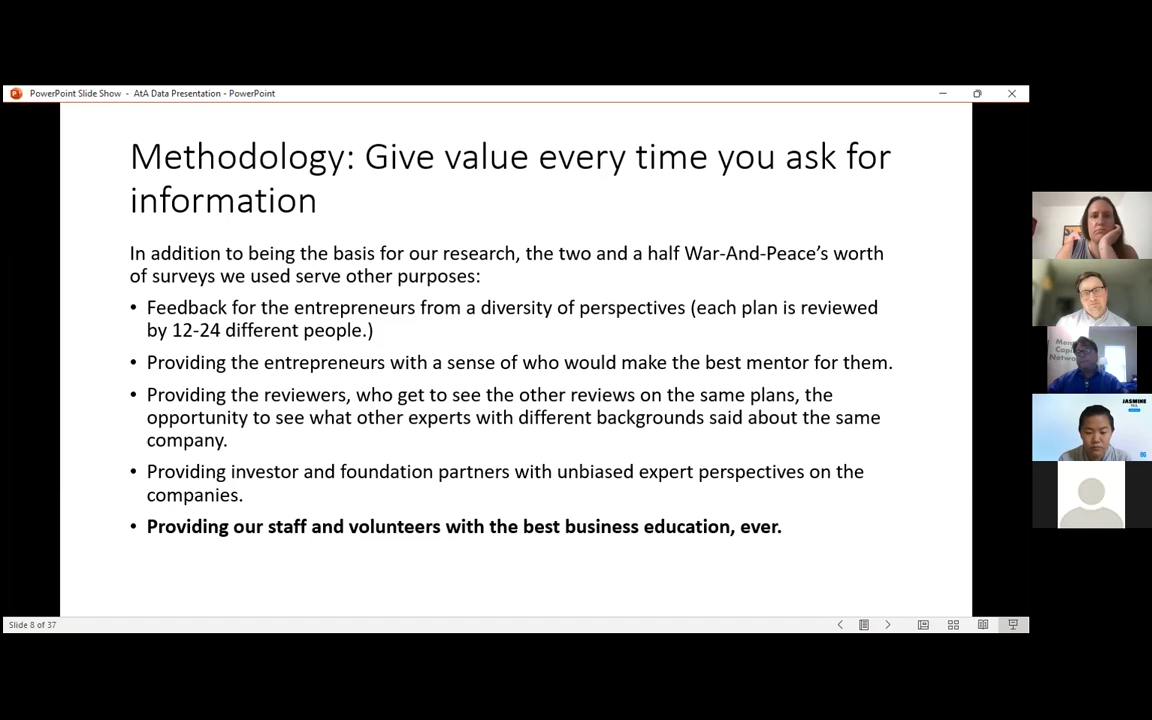 PowerPoint Slide Show - AtA Data Presentation - PowerPoint
Methodology: Give value every time you ask for
information
In addition to being the basis for our research, the two and a half War-And-Peace’s worth
of surveys we used serve other purposes:
• Feedback for the entrepreneurs from a diversity of perspectives (each plan is reviewed
by 12-24 different people.)
• Providing the entrepreneurs with a sense of who would make the best mentor for them.
• Providing the reviewers, who get to see the other reviews on the same plans, the
opportunity to see what other experts with different backgrounds said about the same
company.
• Providing investor and foundation partners with unbiased expert perspectives on the
companies.
• Providing our staff and volunteers with the best business education, ever.
Slide 8 of 37
JASMINE